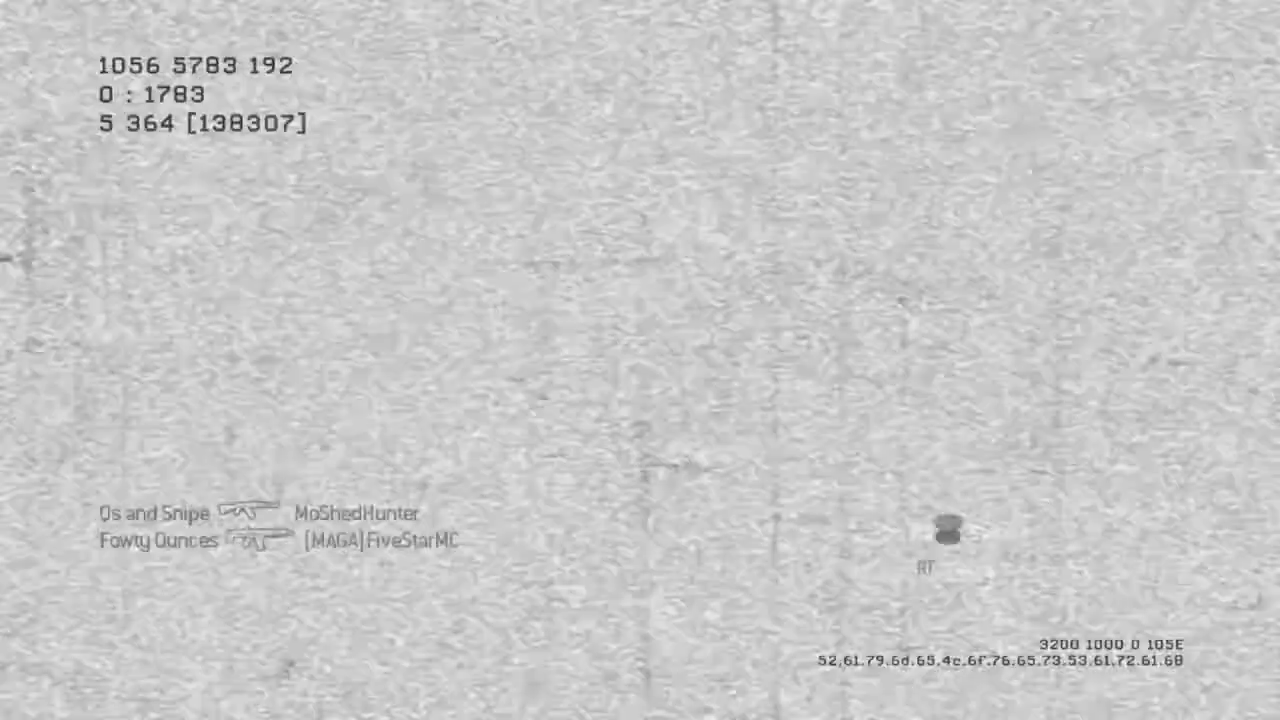 1056 5783 192
0 : 1783
5 364 [138307]
Qs and Snipe MoShedHunter
Fowty Ounces [MAGA]FiveStarMC
RT
3200 1000 0 105E
52.61.79.6d.65.4c.6f.76.65.73.53.61.72.61.68